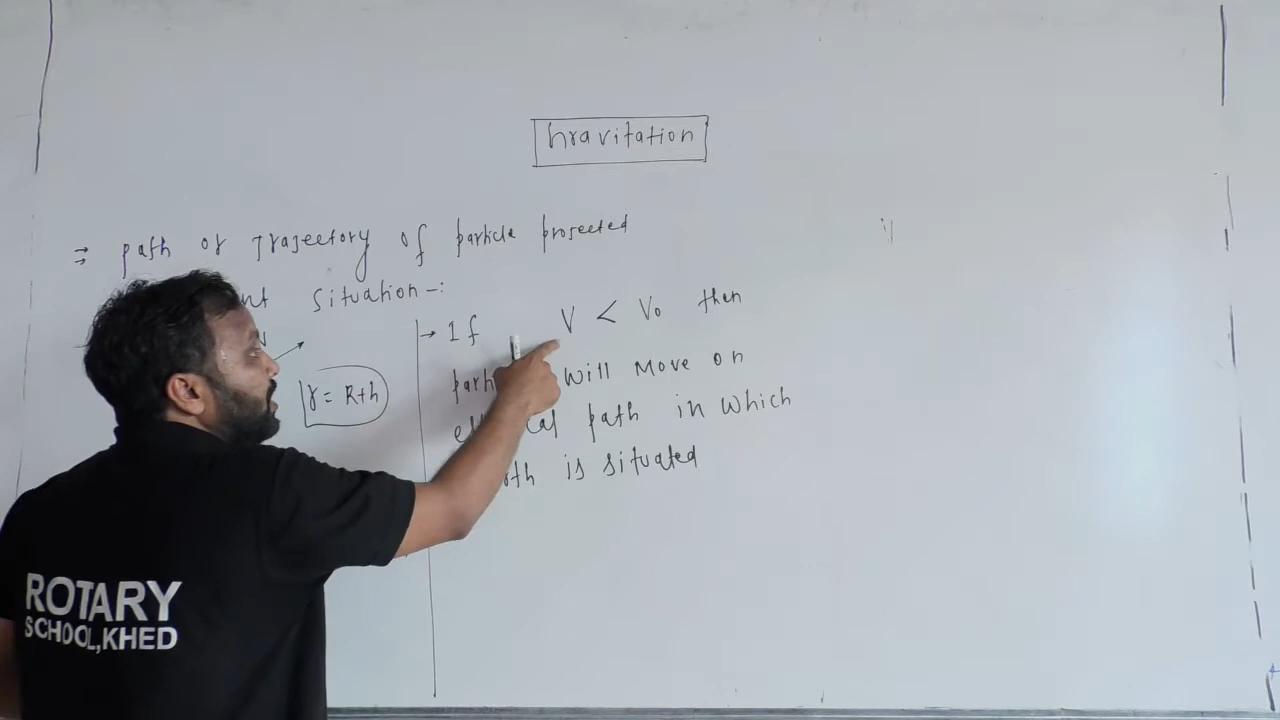 Gravitation
⇒ path or Trajectory of particle projected
Situation -:
V
r = R+h
→ If V < V₀ then
will move on
path in which
is situated
ROTARY
SCHOOL,KHED